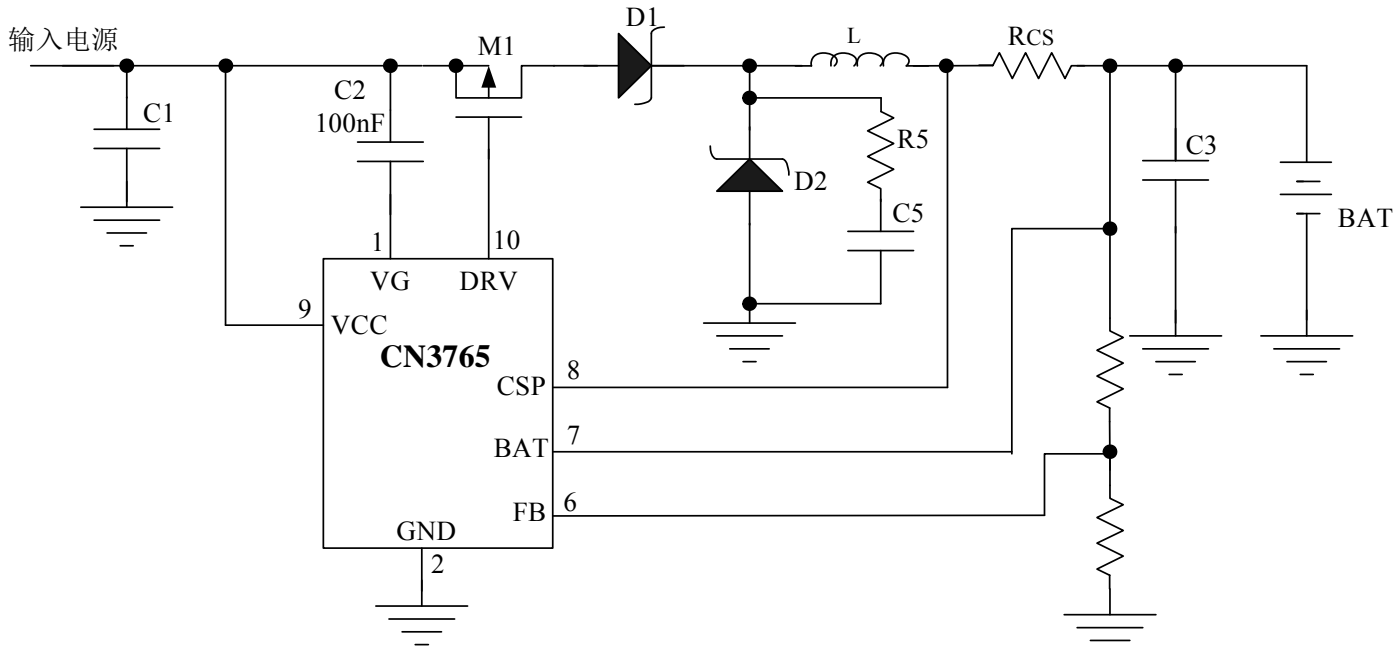 输入电源
D1
M1
L
RCS
C2
100nF
C1
R5
C3
D2
C5
BAT
1
10
VG
DRV
9
VCC
CN3765
8
CSP
7
BAT
6
FB
GND
2